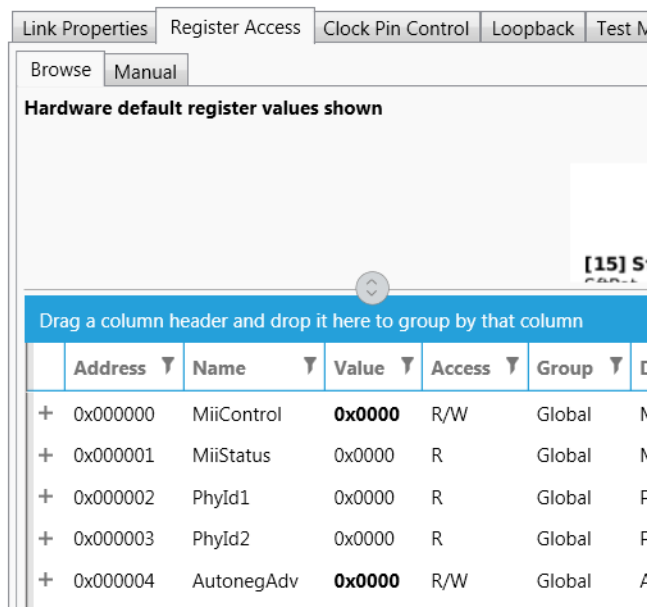 Link Properties Register Access Clock Pin Control Loopback Test
Browse Manual
Hardware default register values shown
[15]
Drag a column header and drop it here to group by that column
Address Name Value Access Group
+ 0x000000 MiiControl 0x0000 R/W Global
+ 0x000001 MiiStatus 0x0000 R Global
+ 0x000002 PhyId1 0x0000 R Global
+ 0x000003 PhyId2 0x0000 R Global
+ 0x000004 AutonegAdv 0x0000 R/W Global